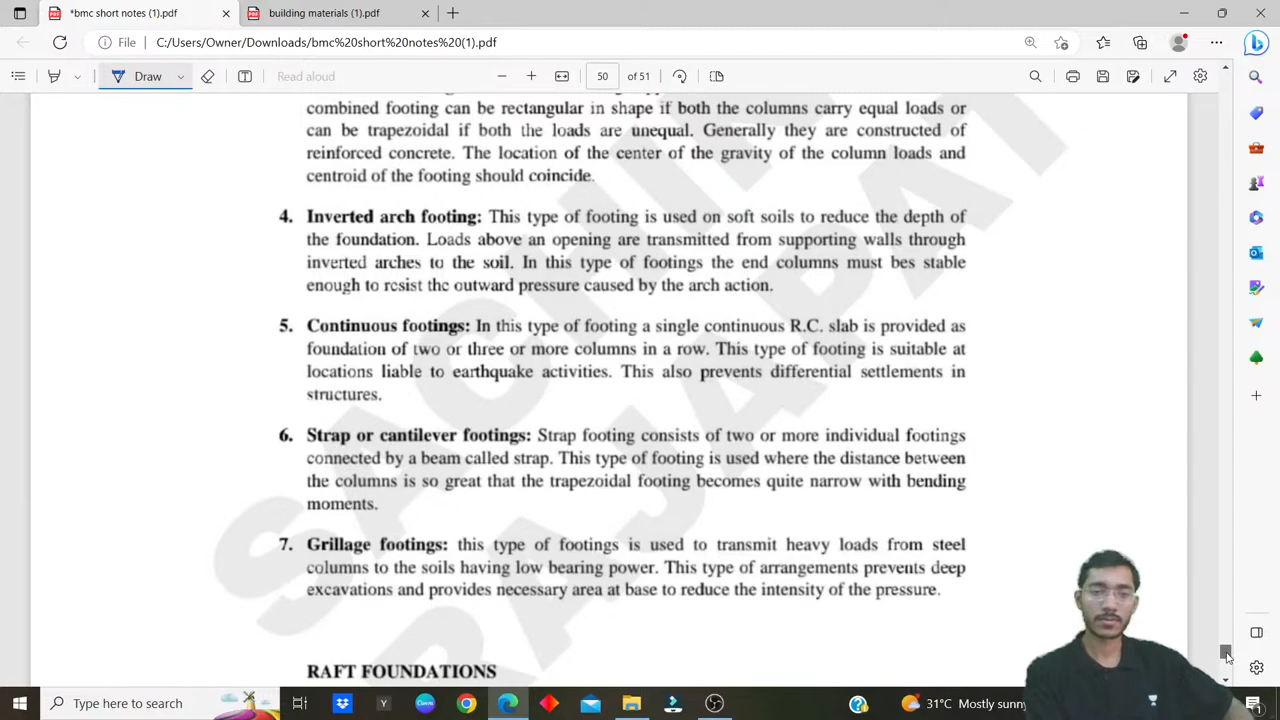 *bmc short notes (1).pdf
building materials (1).pdf
File C:/Users/Owner/Downloads/bmc%20short%20notes%20(1).pdf
Draw
Read aloud
50 of 51
combined footing can be rectangular in shape if both the columns carry equal loads or
can be trapezoidal if both the loads are unequal. Generally they are constructed of
reinforced concrete. The location of the center of the gravity of the column loads and
centroid of the footing should coincide.
4. Inverted arch footing: This type of footing is used on soft soils to reduce the depth of
the foundation. Loads above an opening are transmitted from supporting walls through
inverted arches to the soil. In this type of footings the end columns must bes stable
enough to resist the outward pressure caused by the arch action.
5. Continuous footings: In this type of footing a single continuous R.C. slab is provided as
foundation of two or three or more columns in a row. This type of footing is suitable at
locations liable to earthquake activities. This also prevents differential settlements in
structures.
6. Strap or cantilever footings: Strap footing consists of two or more individual footings
connected by a beam called strap. This type of footing is used where the distance between
the columns is so great that the trapezoidal footing becomes quite narrow with bending
moments.
7. Grillage footings: this type of footings is used to transmit heavy loads from steel
columns to the soils having low bearing power. This type of arrangements prevents deep
excavations and provides necessary area at base to reduce the intensity of the pressure.
RAFT FOUNDATIONS
Type here to search
31°C Mostly sunny